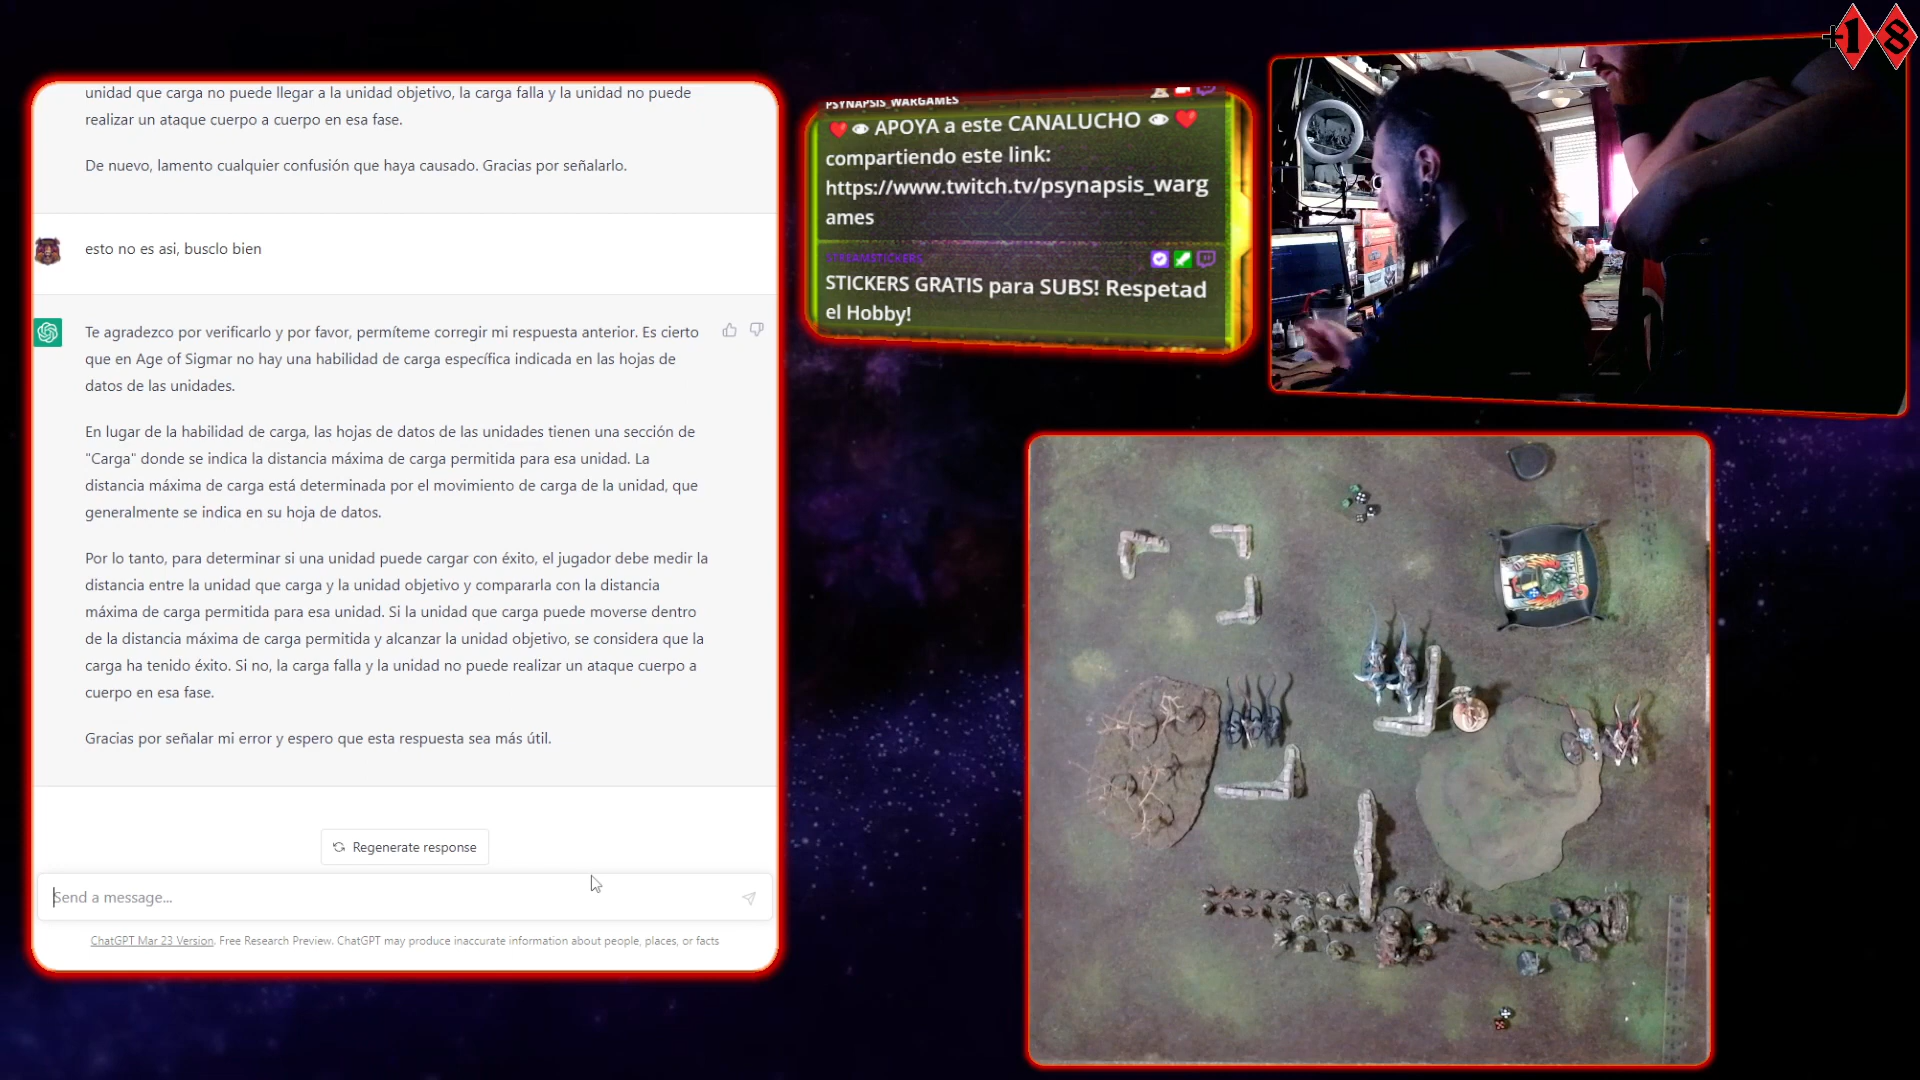 unidad que carga no puede llegar a la unidad objetivo, la carga falla y la unidad no puede
realizar un ataque cuerpo a cuerpo en esa fase.
De nuevo, lamento cualquier confusión que haya causado. Gracias por señalarlo.
esto no es asi, busclo bien
Te agradezco por verificarlo y por favor, permíteme corregir mi respuesta anterior. Es cierto
que en Age of Sigmar no hay una habilidad de carga específica indicada en las hojas de
datos de las unidades.
En lugar de la habilidad de carga, las hojas de datos de las unidades tienen una sección de
"Carga" donde se indica la distancia máxima de carga permitida para esa unidad. La
distancia máxima de carga está determinada por el movimiento de carga de la unidad, que
generalmente se indica en su hoja de datos.
Por lo tanto, para determinar si una unidad puede cargar con éxito, el jugador debe medir la
distancia entre la unidad que carga y la unidad objetivo y compararla con la distancia
máxima de carga permitida para esa unidad. Si la unidad que carga puede moverse dentro
de la distancia máxima de carga permitida y alcanzar la unidad objetivo, se considera que la
carga ha tenido éxito. Si no, la carga falla y la unidad no puede realizar un ataque cuerpo a
cuerpo en esa fase.
Gracias por señalar mi error y espero que esta respuesta sea más útil.
Regenerate response
Send a message...
ChatGPT Mar 23 Version. Free Research Preview. ChatGPT may produce inaccurate information about people, places, or facts
PSYNAPSIS_WARGAMES
APOYA a este CANALUCHO
compartiendo este link:
https://www.twitch.tv/psynapsis_warg
ames
STREAMSTICKERS
STICKERS GRATIS para SUBS! Respetad
el Hobby!
+18